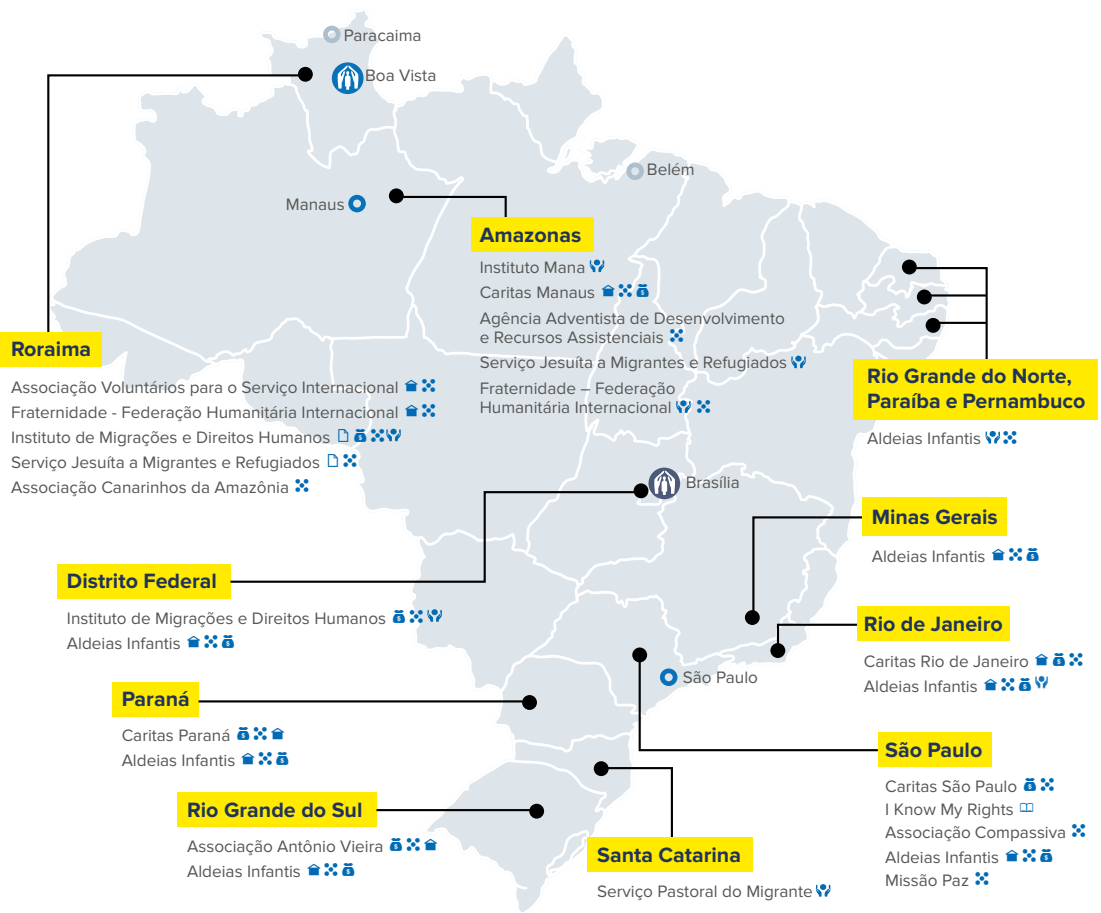 Paracaima
Boa Vista
Belém
Manaus
Amazonas
Instituto Mana
Caritas Manaus
Agência Adventista de Desenvolvimento
e Recursos Assistenciais
Serviço Jesuíta a Migrantes e Refugiados
Fraternidade – Federação
Humanitária Internacional
Roraima
Associação Voluntários para o Serviço Internacional
Fraternidade - Federação Humanitária Internacional
Instituto de Migrações e Direitos Humanos
Serviço Jesuíta a Migrantes e Refugiados
Associação Canarinhos da Amazônia
Rio Grande do Norte,
Paraíba e Pernambuco
Aldeias Infantis
Brasília
Minas Gerais
Aldeias Infantis
Distrito Federal
Instituto de Migrações e Direitos Humanos
Aldeias Infantis
Rio de Janeiro
Caritas Rio de Janeiro
Aldeias Infantis
São Paulo
Paraná
Caritas Paraná
Aldeias Infantis
São Paulo
Caritas São Paulo
I Know My Rights
Associação Compassiva
Aldeias Infantis
Missão Paz
Rio Grande do Sul
Associação Antônio Vieira
Aldeias Infantis
Santa Catarina
Serviço Pastoral do Migrante